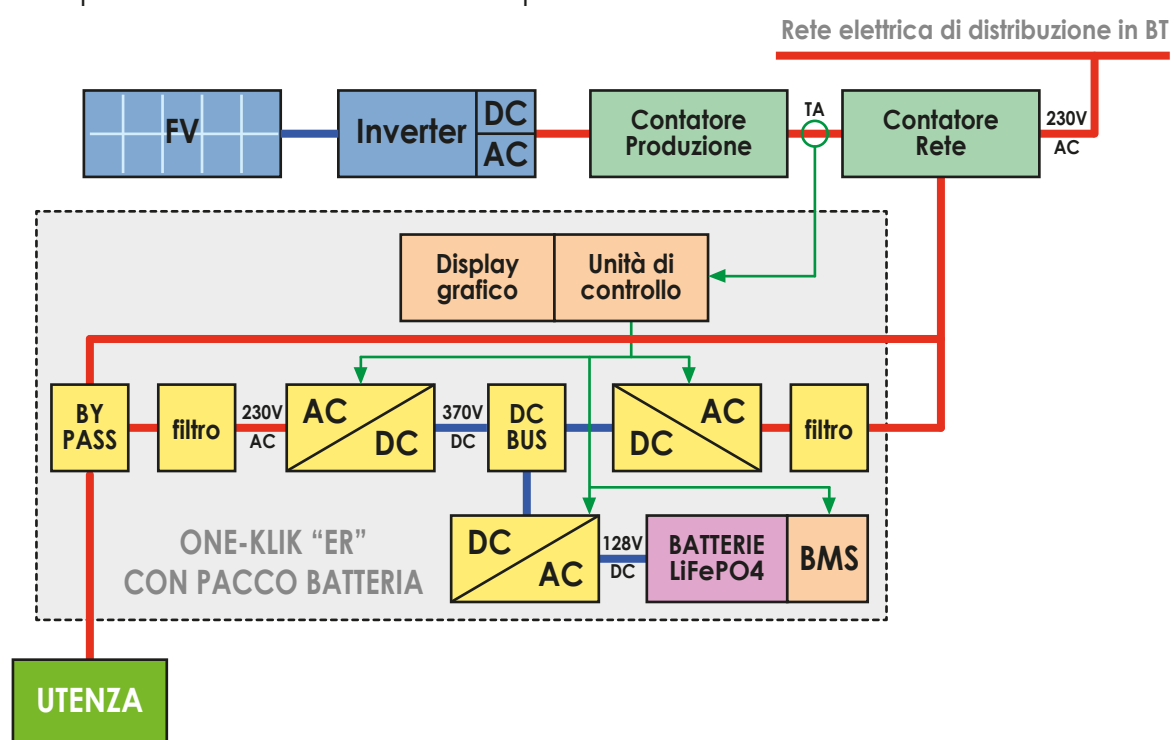 Rete elettrica di distribuzione in BT
FV
Inverter
DC
AC
Contatore
Produzione
TA
Contatore
Rete
230V
AC
Display
grafico
Unità di
controllo
BY
PASS
filtro
230V
AC
AC
DC
370V
DC
DC
BUS
AC
DC
filtro
ONE-KLIK “ER”
CON PACCO BATTERIA
DC
AC
128V
DC
BATTERIE
LiFePO4
BMS
UTENZA